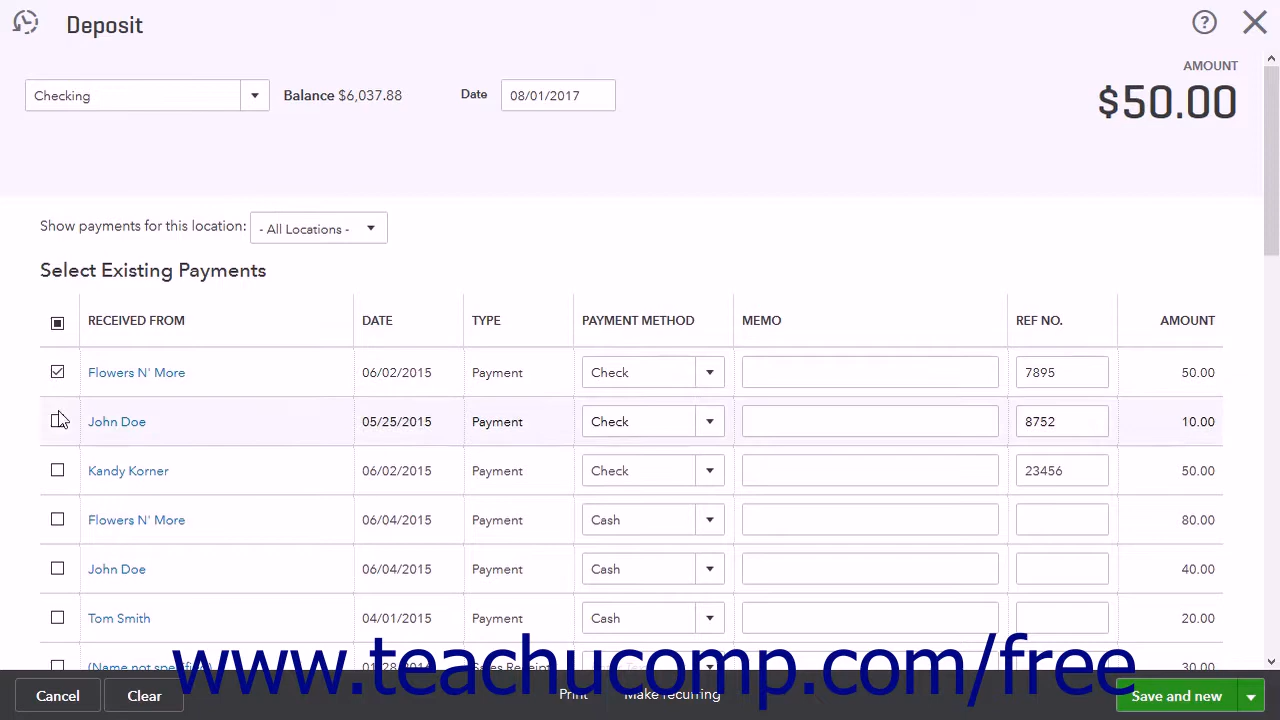 Deposit
?
AMOUNT
$50.00
Checking Balance $6,037.88 Date 08/01/2017
Show payments for this location: - All Locations -
Select Existing Payments
RECEIVED FROM DATE TYPE PAYMENT METHOD MEMO REF NO. AMOUNT
Flowers N' More 06/02/2015 Payment Check 7895 50.00
John Doe 05/25/2015 Payment Check 8752 10.00
Kandy Korner 06/02/2015 Payment Check 23456 50.00
Flowers N' More 06/04/2015 Payment Cash 80.00
John Doe 06/04/2015 Payment Cash 40.00
Tom Smith 04/01/2015 Payment Cash 20.00
(Name not Sales Receipt 30.00
www.teachucomp.com/free
Cancel Clear Print Make recurring Save and new